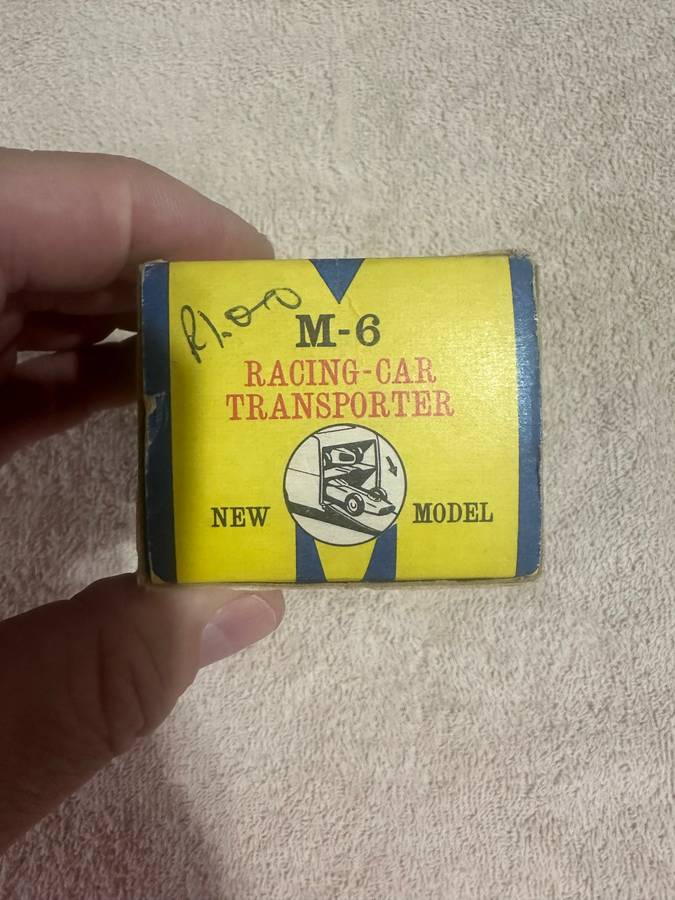 R1.00
M-6
RACING-CAR
TRANSPORTER
NEW MODEL